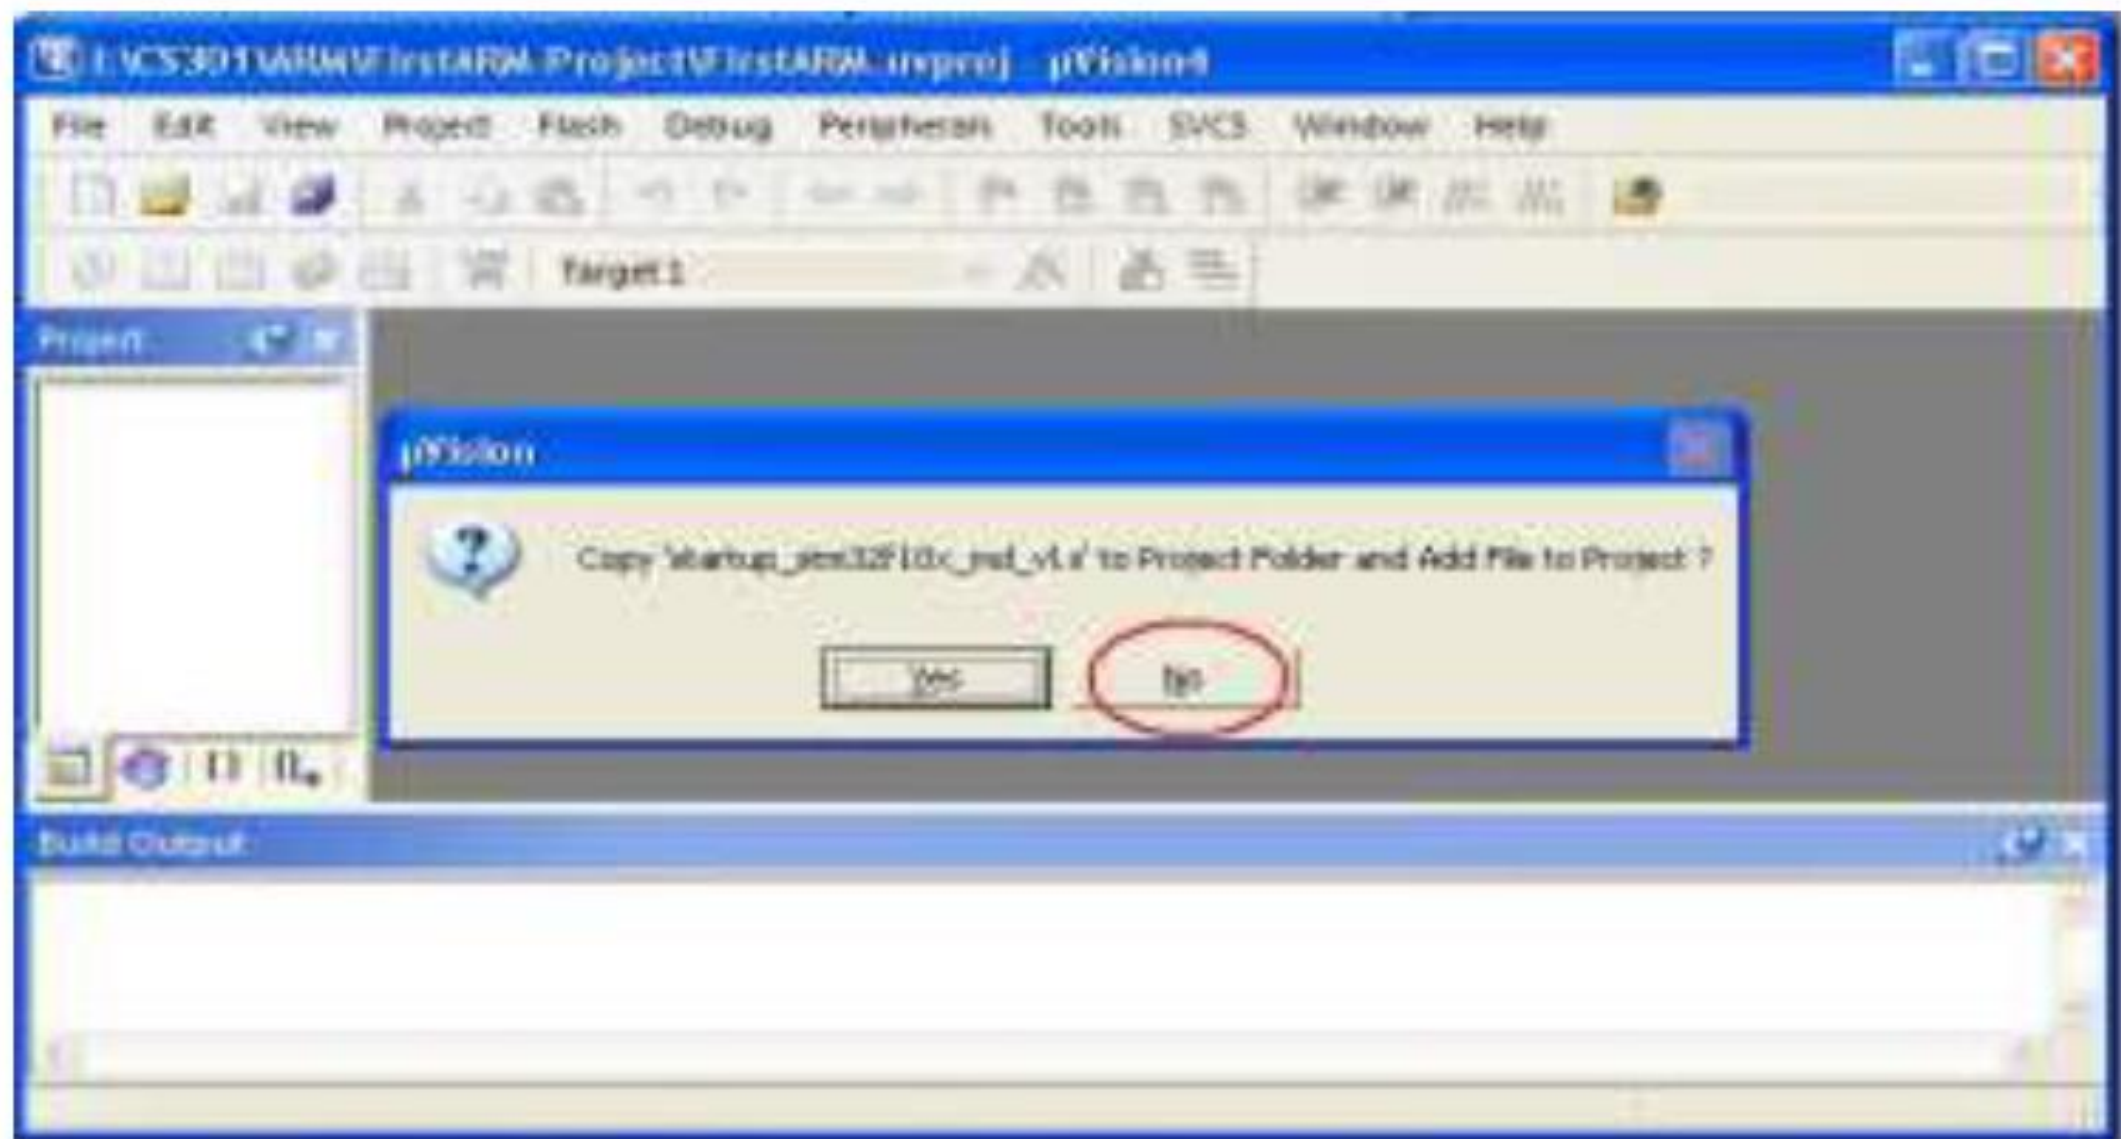 I:\CS301\ARM\FirstARM-Project\FirstARM.uvproj - µVision4
File Edit View Project Flash Debug Peripherals Tools SVCS Window Help
Target 1
Project
µVision
Copy 'startup_stm32f10x_md_vl.s' to Project Folder and Add File to Project ?
Yes No
Build Output